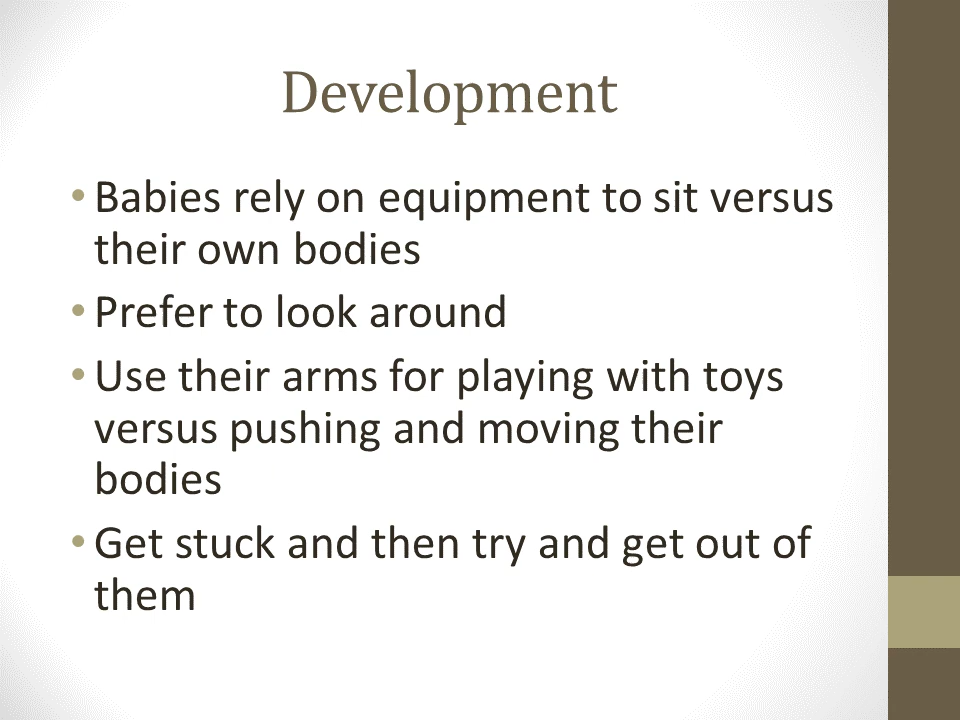 Development
• Babies rely on equipment to sit versus
their own bodies
• Prefer to look around
• Use their arms for playing with toys
versus pushing and moving their
bodies
• Get stuck and then try and get out of
them